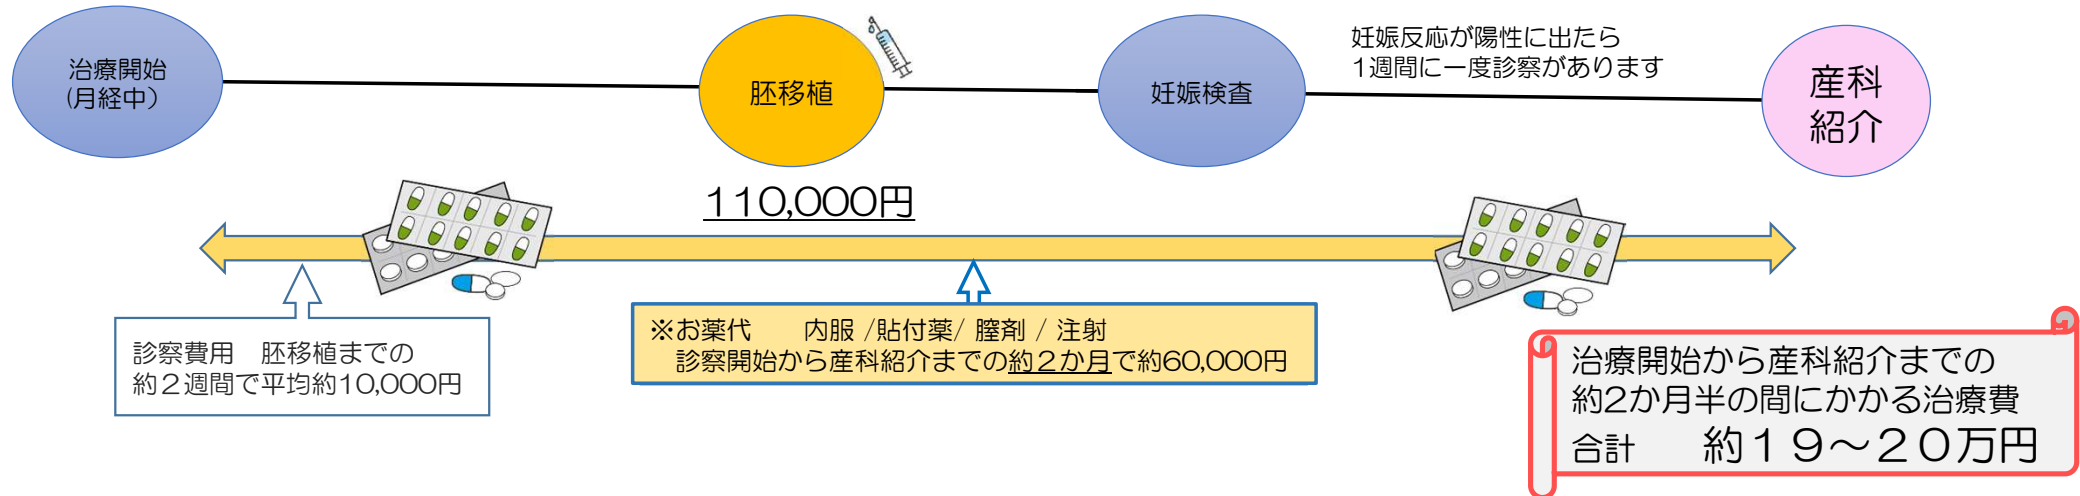 治療開始
(月経中）
胚移植
妊娠検査
妊娠反応が陽性に出たら
1週間に一度診察があります
産科
紹介
110,000円
診察費用　胚移植までの
約２週間で平均約10,000円
※お薬代　　内服 /貼付薬/ 膣剤 / 注射
診察開始から産科紹介までの約２か月で約60,000円
治療開始から産科紹介までの
約2か月半の間にかかる治療費
合計　　約１９～２０万円